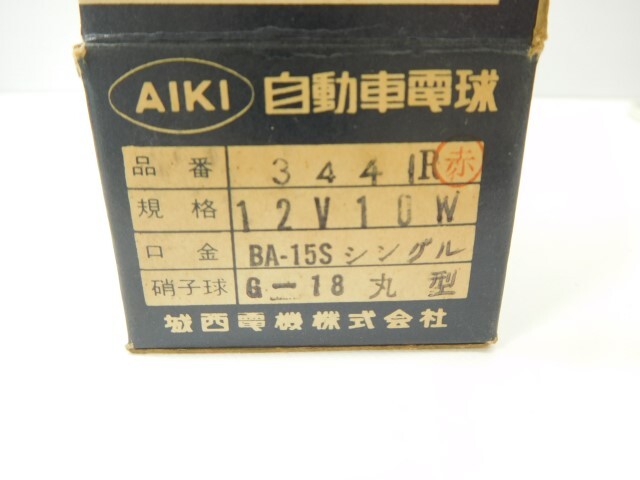 AIKI 自動車電球
品番 3441R 赤
規格 12V10W
口金 BA-15S シングル
硝子球 G-18 丸型
城西電機株式会社